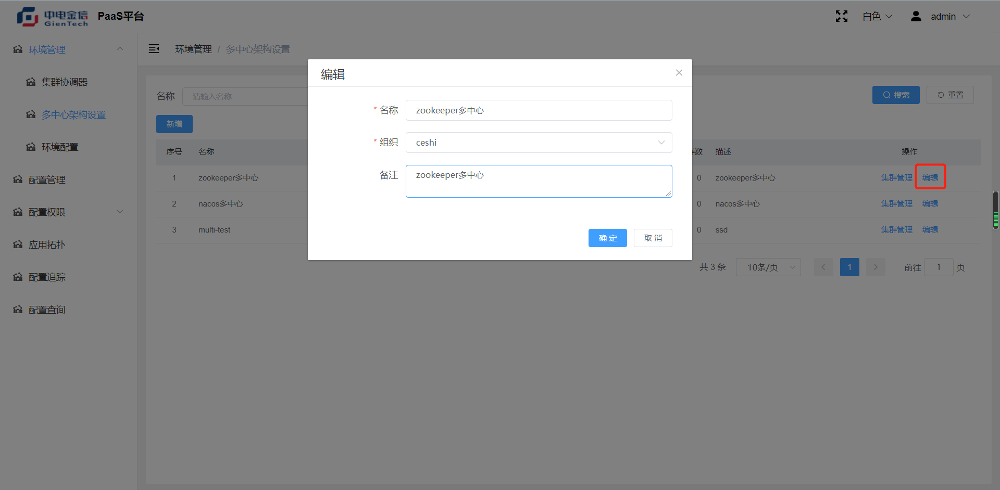 中电金信
GienTech
PaaS平台
白色
admin
环境管理
集群协调器
多中心架构设置
环境配置
配置管理
配置权限
应用拓扑
配置追踪
配置查询
环境管理 / 多中心架构设置
名称 请输入名称
搜索 重置
新增
序号 名称 群数 描述 操作
1 zookeeper多中心 0 zookeeper多中心 集群管理 编辑
2 nacos多中心 0 nacos多中心 集群管理 编辑
3 multi-test 0 ssd 集群管理 编辑
共 3 条 10条/页 1 前往 1 页
编辑
* 名称 zookeeper多中心
* 组织 ceshi
备注 zookeeper多中心
确 定 取 消